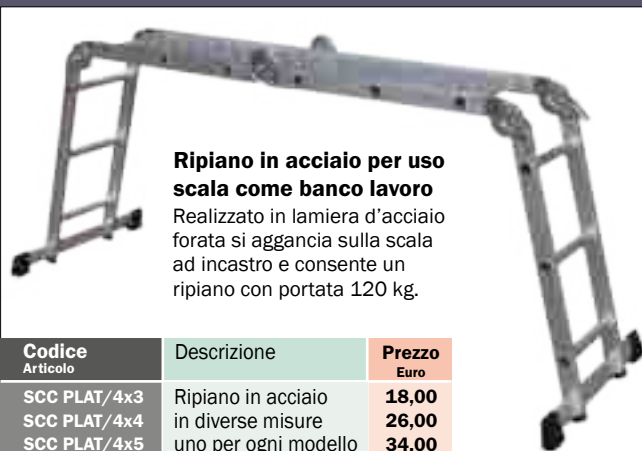 Ripiano in acciaio per uso
scala come banco lavoro
Realizzato in lamiera d'acciaio
forata si aggancia sulla scala
ad incastro e consente un
ripiano con portata 120 kg.
Codice Descrizione Prezzo
Articolo Euro
SCC PLAT/4x3 Ripiano in acciaio 18,00
SCC PLAT/4x4 in diverse misure 26,00
SCC PLAT/4x5 uno per ogni modello 34,00